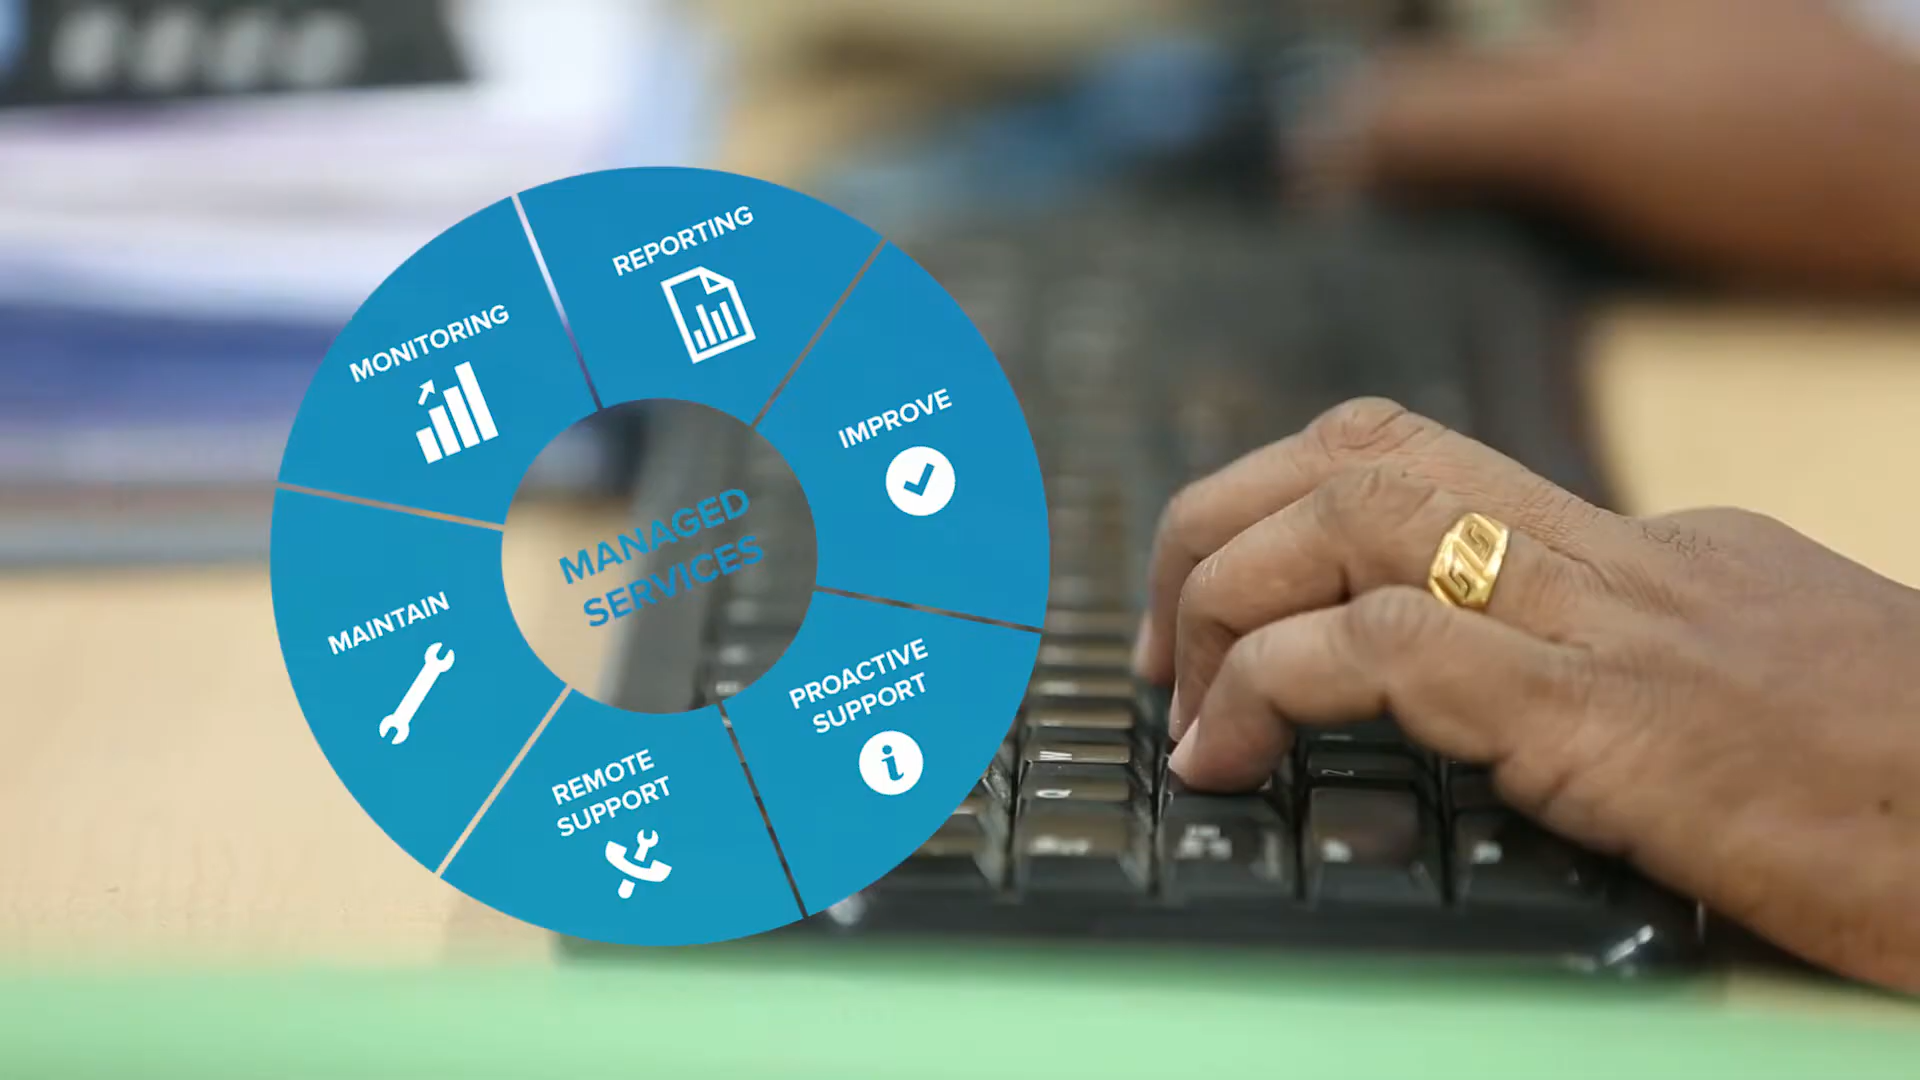 REPORTING
MONITORING
IMPROVE
MANAGED
SERVICES
MAINTAIN
PROACTIVE
SUPPORT
REMOTE
SUPPORT